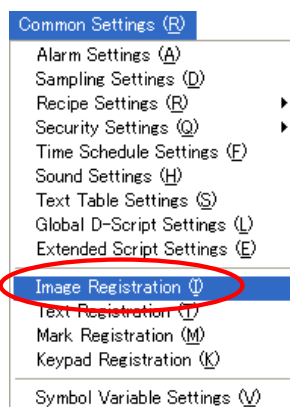 Common Settings (R)
Alarm Settings (A)
Sampling Settings (D)
Recipe Settings (R)
Security Settings (Q)
Time Schedule Settings (F)
Sound Settings (H)
Text Table Settings (S)
Global D-Script Settings (L)
Extended Script Settings (E)
Image Registration (I)
Text Registration (T)
Mark Registration (M)
Keypad Registration (K)
Symbol Variable Settings (V)